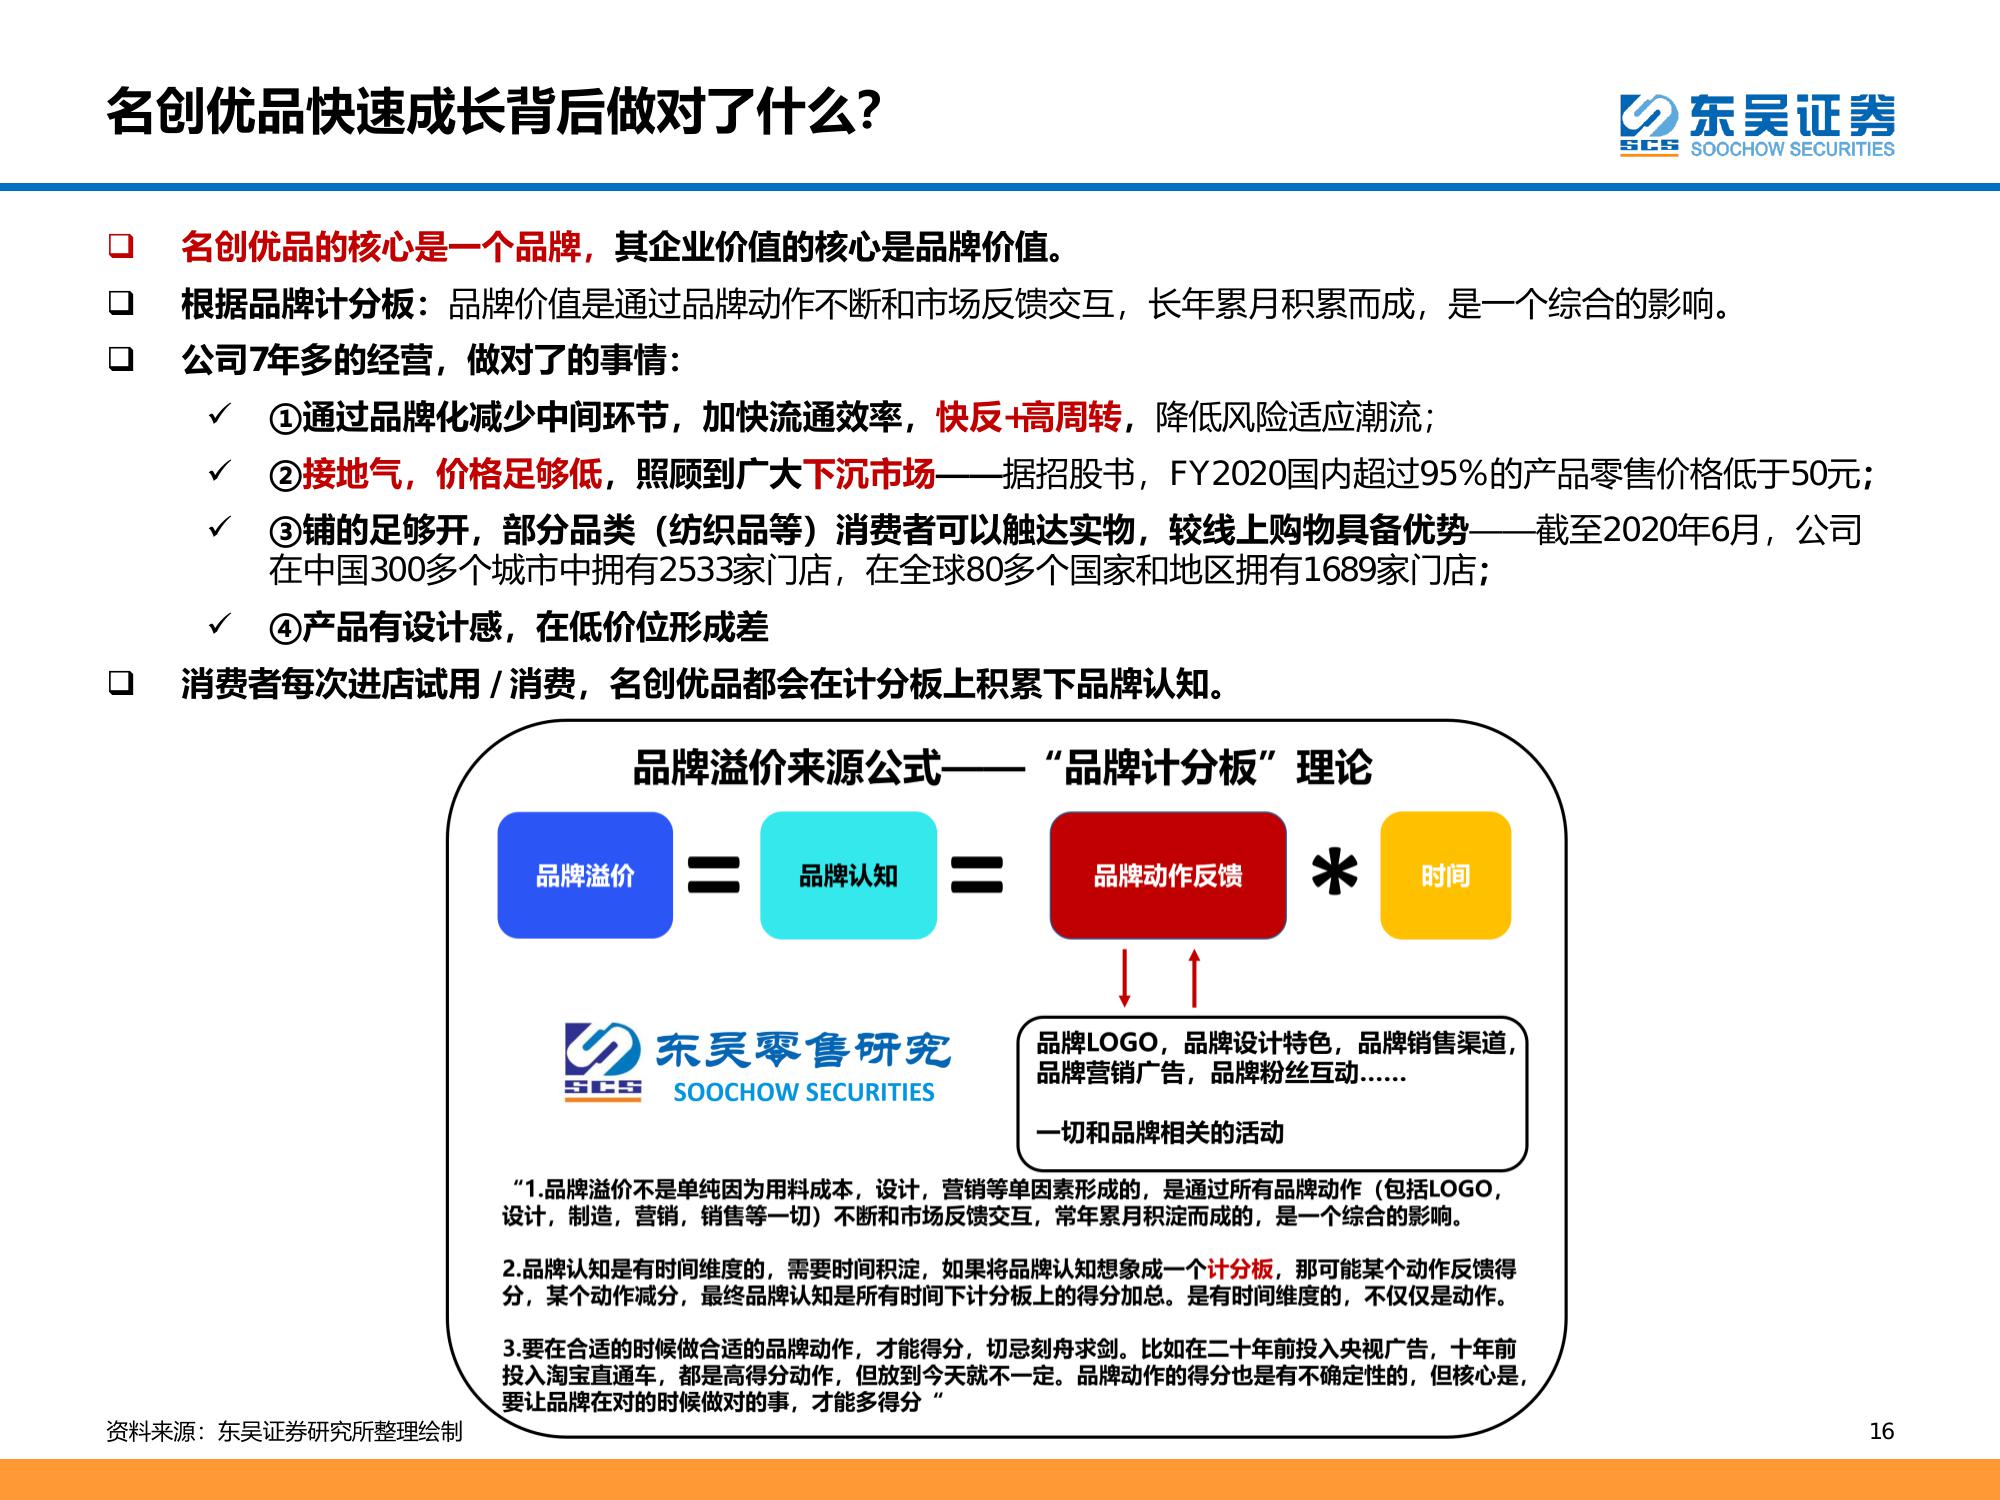 名创优品快速成长背后做对了什么?
东吴证券
SCS
SOOCHOW SECURITIES
名创优品的核心是一个品牌，其企业价值的核心是品牌价值。
根据品牌计分板：品牌价值是通过品牌动作不断和市场反馈交互，长年累月积累而成，是一个综合的影响。
公司7年多的经营，做对了的事情：
①通过品牌化减少中间环节，加快流通效率，快反+高周转，降低风险适应潮流；
②接地气，价格足够低，照顾到广大下沉市场——据招股书，FY2020国内超过95%的产品零售价格低于50元；
③铺的足够开，部分品类（纺织品等）消费者可以触达实物，较线上购物具备优势——截至2020年6月，公司
在中国300多个城市中拥有2533家门店，在全球80多个国家和地区拥有1689家门店；
④产品有设计感，在低价位形成差
消费者每次进店试用 / 消费，名创优品都会在计分板上积累下品牌认知。
品牌溢价来源公式——“品牌计分板”理论
品牌溢价 = 品牌认知 = 品牌动作反馈 * 时间
东吴零售研究
SCS
SOOCHOW SECURITIES
品牌LOGO，品牌设计特色，品牌销售渠道，
品牌营销广告，品牌粉丝互动......
一切和品牌相关的活动
“1.品牌溢价不是单纯因为用料成本，设计，营销等单因素形成的，是通过所有品牌动作（包括LOGO，
设计，制造，营销，销售等一切）不断和市场反馈交互，常年累月积淀而成的，是一个综合的影响。
2.品牌认知是有时间维度的，需要时间积淀，如果将品牌认知想象成一个计分板，那可能某个动作反馈得
分，某个动作减分，最终品牌认知是所有时间下计分板上的得分加总。是有时间维度的，不仅仅是动作。
3.要在合适的时候做合适的品牌动作，才能得分，切忌刻舟求剑。比如在二十年前投入央视广告，十年前
投入淘宝直通车，都是高得分动作，但放到今天就不一定。品牌动作的得分也是有不确定性的，但核心是，
要让品牌在对的时候做对的事，才能多得分“
资料来源：东吴证券研究所整理绘制
16